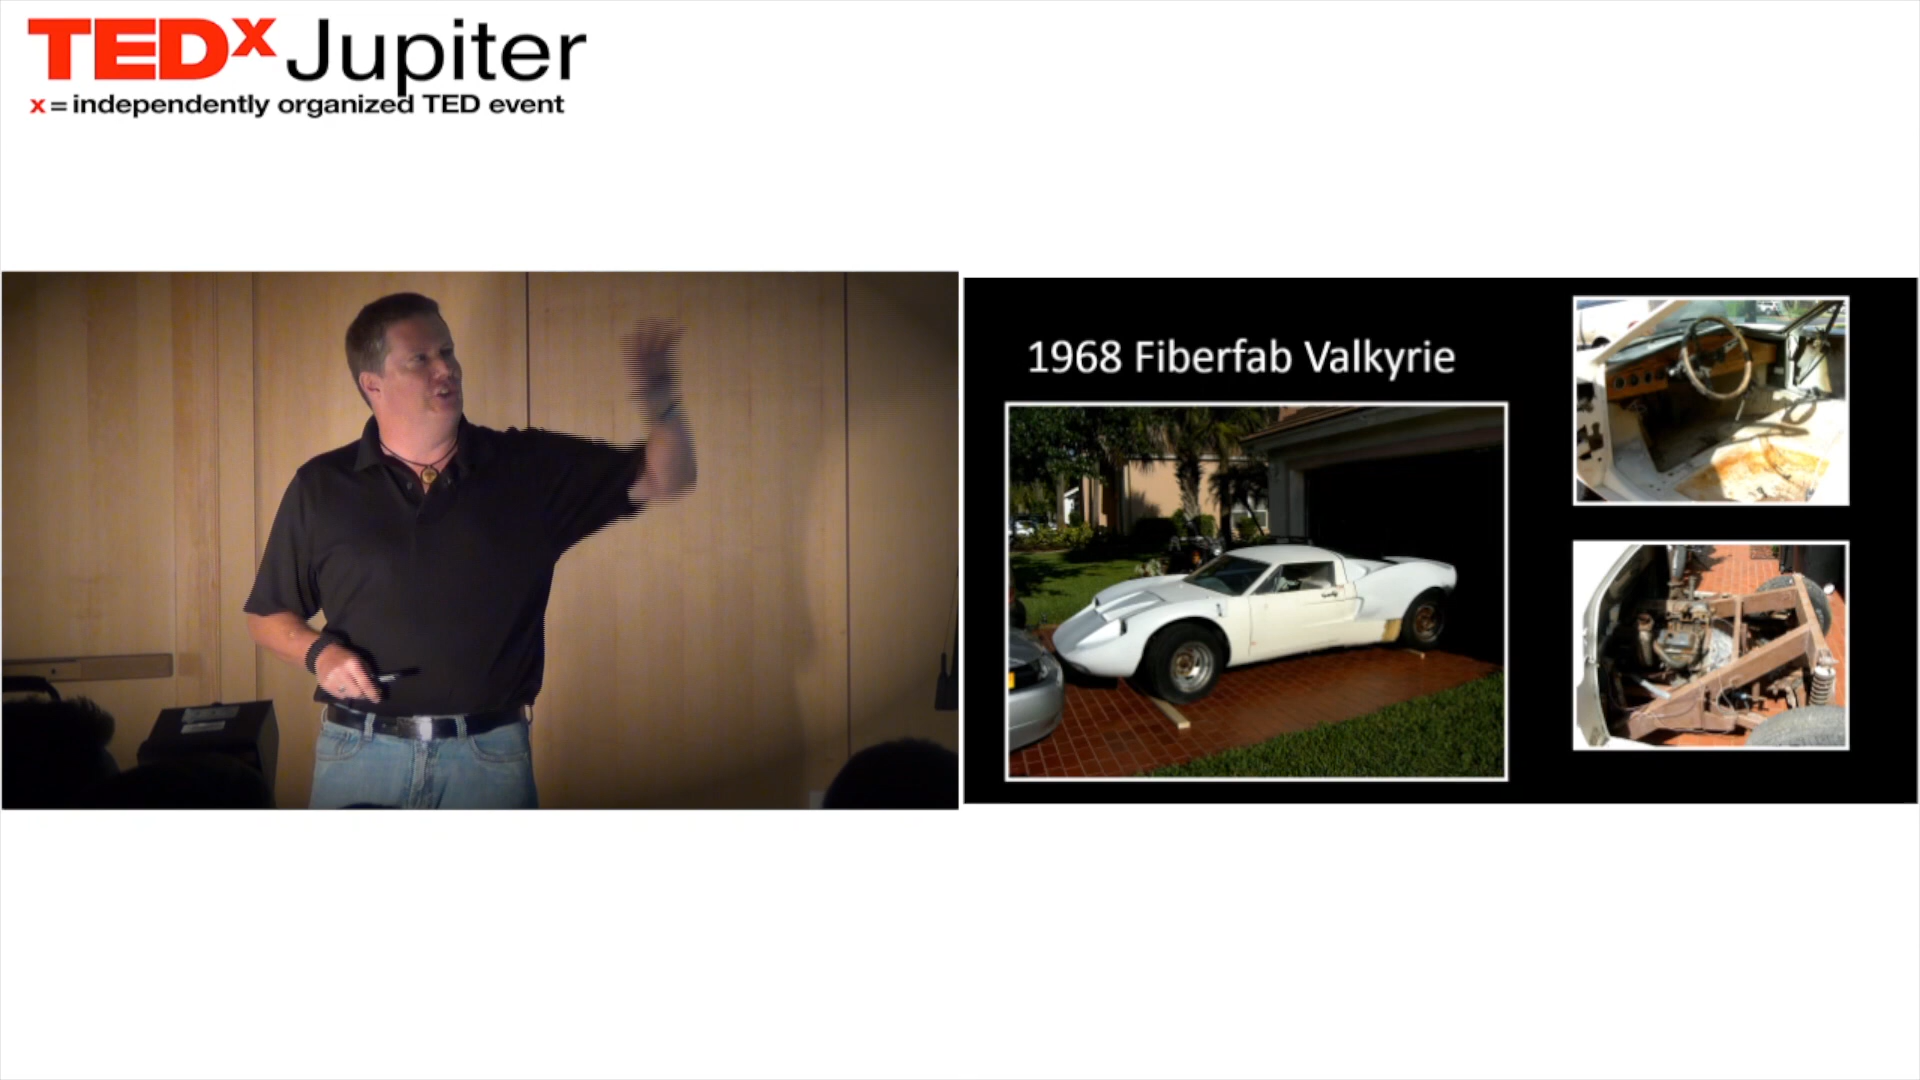 TEDx Jupiter
x = independently organized TED event
1968 Fiberfab Valkyrie